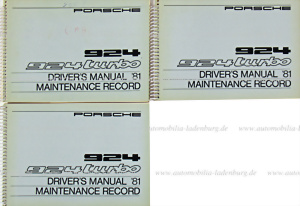 PORSCHE
924
924 turbo
DRIVER'S MANUAL '81
MAINTENANCE RECORD
PORSCHE
924
924 turbo
DRIVER'S MANUAL '81
MAINTENANCE RECORD
PORSCHE
924
924 turbo
DRIVER'S MANUAL '81
MAINTENANCE RECORD
www.automobilia-ladenburg.de
www.automobilia-ladenburg.de